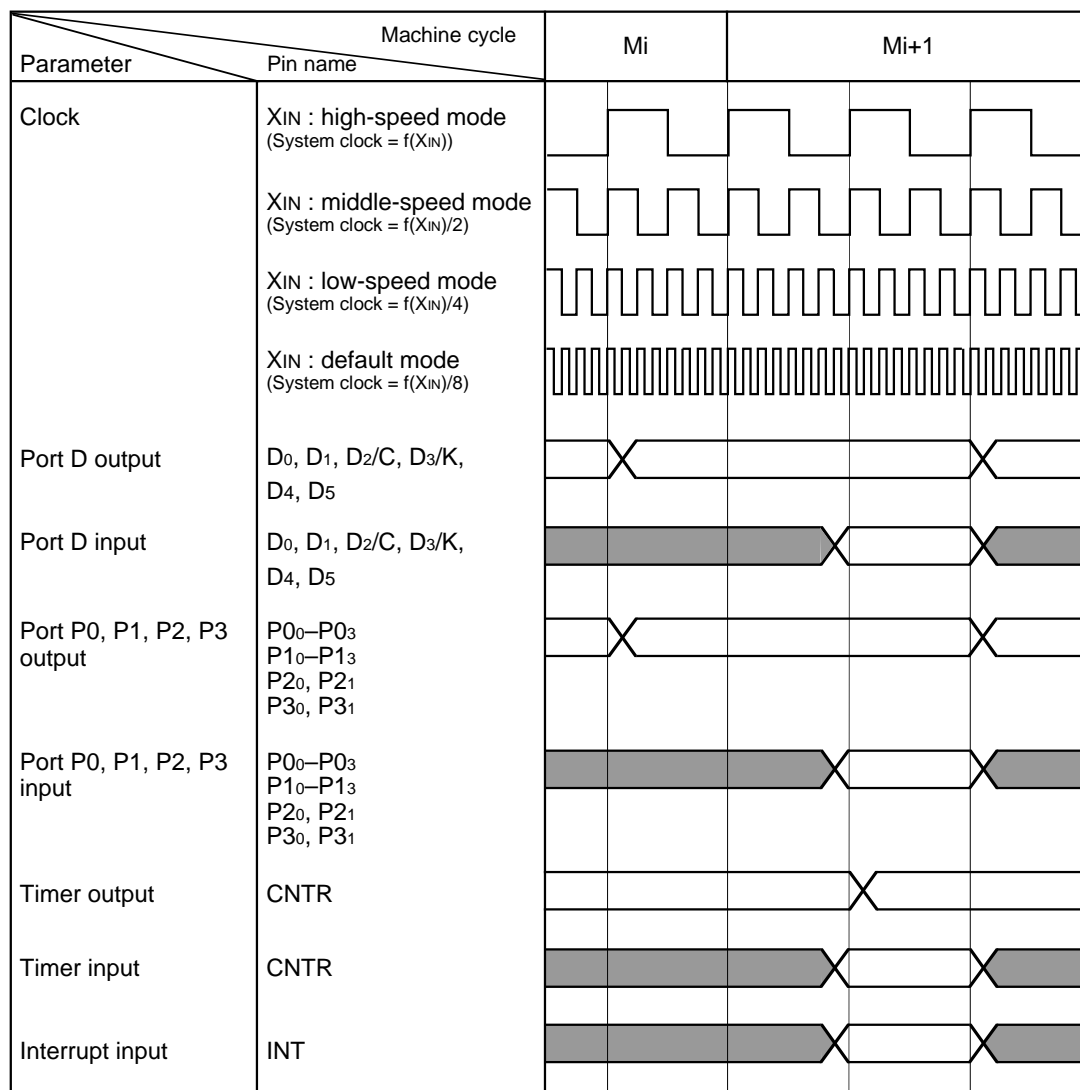 Machine cycle
Parameter
Pin name
Mi
Mi+1
Clock
XIN : high-speed mode
(System clock = f(XIN))
XIN : middle-speed mode
(System clock = f(XIN)/2)
XIN : low-speed mode
(System clock = f(XIN)/4)
XIN : default mode
(System clock = f(XIN)/8)
Port D output
D0, D1, D2/C, D3/K,
D4, D5
Port D input
D0, D1, D2/C, D3/K,
D4, D5
Port P0, P1, P2, P3
output
P00–P03
P10–P13
P20, P21
P30, P31
Port P0, P1, P2, P3
input
P00–P03
P10–P13
P20, P21
P30, P31
Timer output
CNTR
Timer input
CNTR
Interrupt input
INT